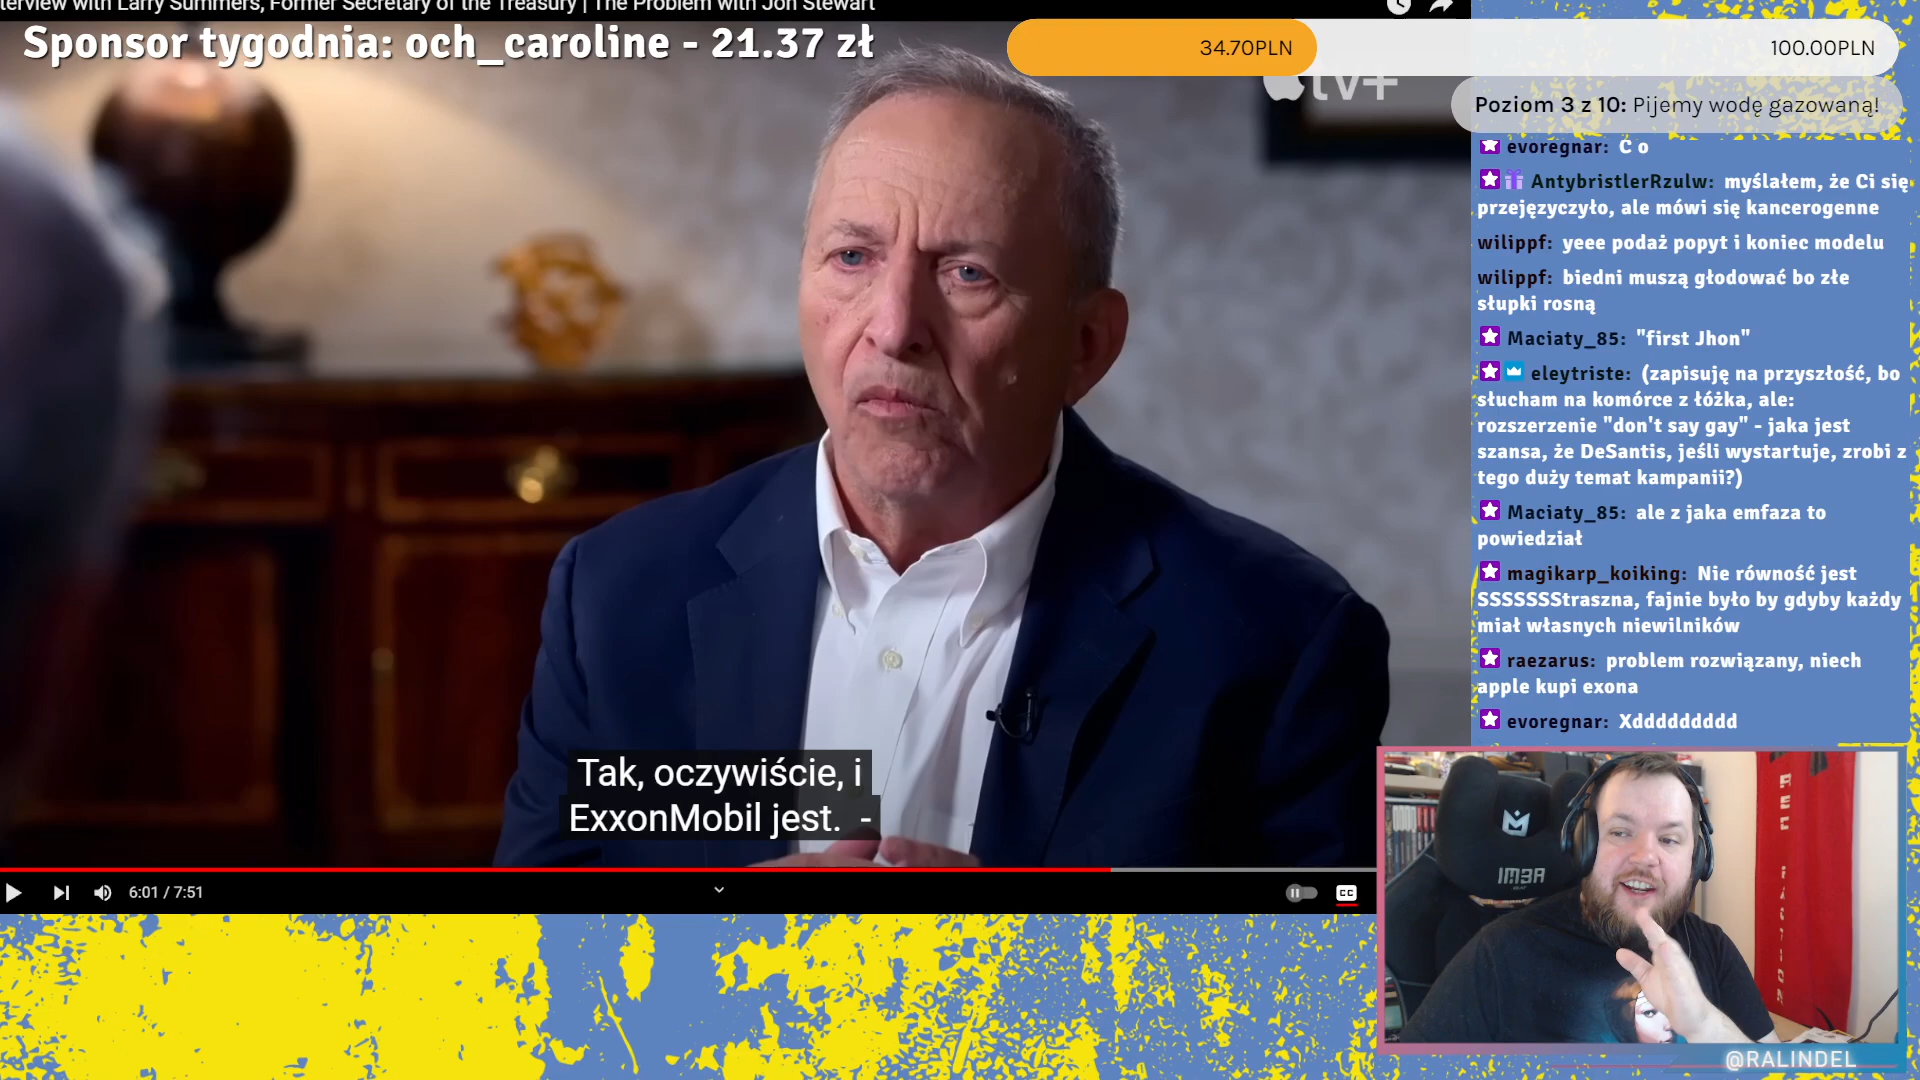 terview with Larry Summers, Former Secretary of the Treasury | The Problem with Jon Stewart
Sponsor tygodnia: och_caroline - 21.37 zł
34.70PLN
100.00PLN
tv+
Poziom 3 z 10: Pijemy wodę gazowaną!
evoregnar: C o
AntybristlerRzulw: myślałem, że Ci się
przejęzyczyło, ale mówi się kancerogenne
wilippf: yeee podaż popyt i koniec modelu
wilippf: biedni muszą głodować bo złe
słupki rosną
Maciaty_85: "first Jhon"
eleytriste: (zapisuję na przyszłość, bo
słucham na komórce z łóżka, ale:
rozszerzenie "don't say gay" - jaka jest
szansa, że DeSantis, jeśli wystartuje, zrobi z
tego duży temat kampanii?)
Maciaty_85: ale z jaka emfaza to
powiedział
magikarp_koiking: Nie równość jest
SSSSSSStraszna, fajnie było by gdyby każdy
miał własnych niewilników
raezarus: problem rozwiązany, niech
apple kupi exona
evoregnar: Xddddddddd
Tak, oczywiście, i
ExxonMobil jest. -
6:01 / 7:51
CC
IM3R
@RALINDEL